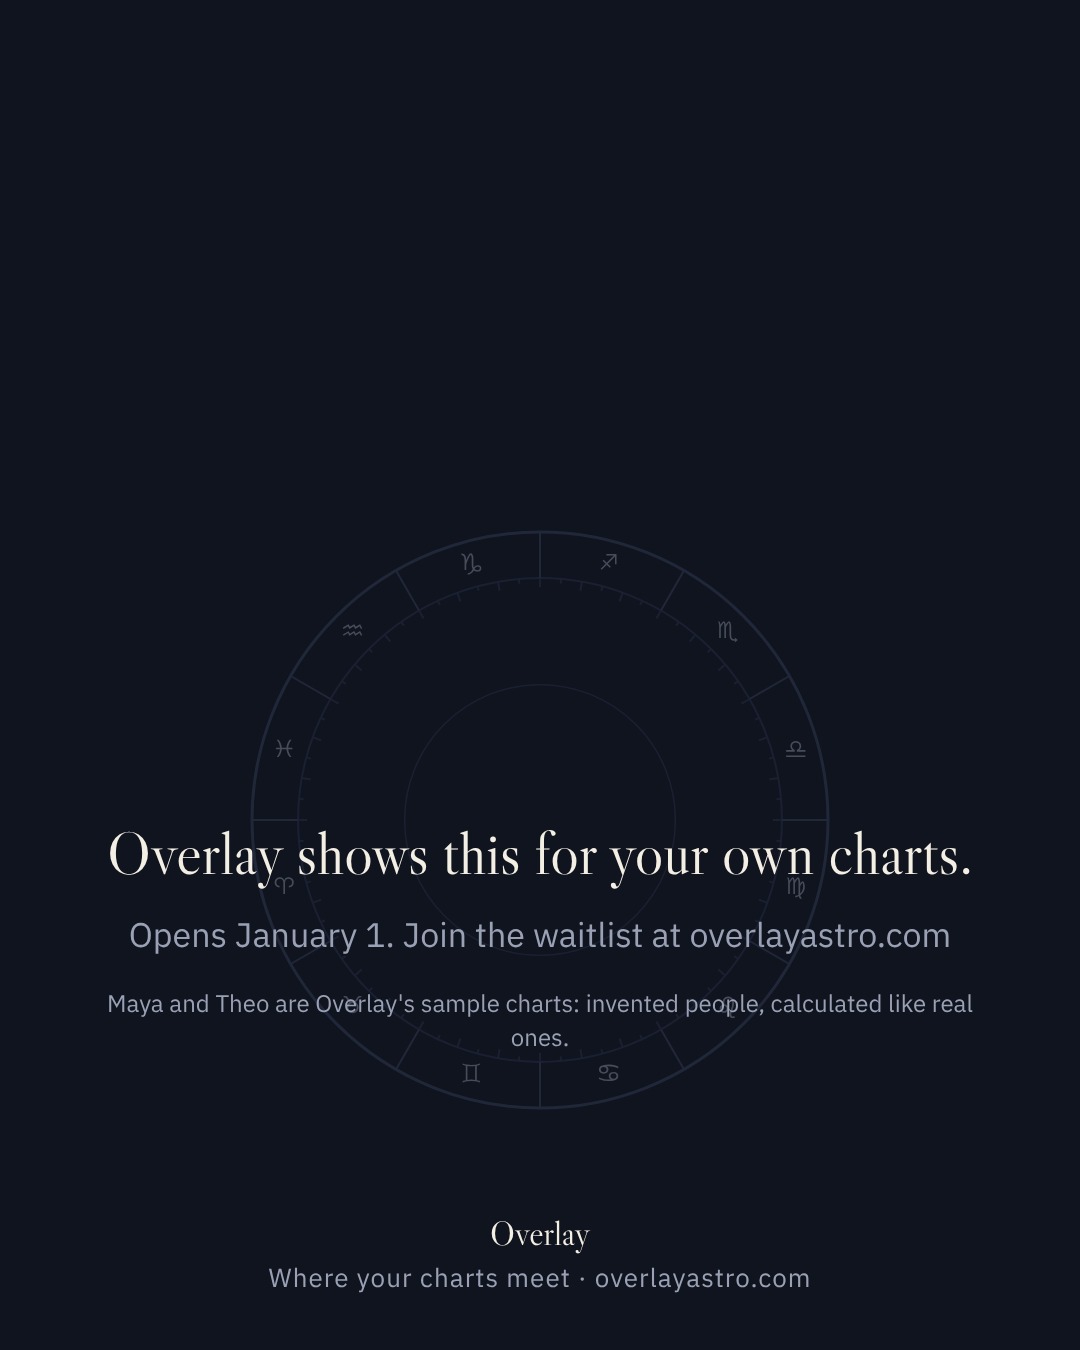 ♑ ♐
♒ ♏
♓ ♎
Overlay shows this for your own charts.
♈ ♍
Opens January 1. Join the waitlist at overlayastro.com
♉ ♌
Maya and Theo are Overlay's sample charts: invented people, calculated like real
ones.
♊ ♋
Overlay
Where your charts meet · overlayastro.com